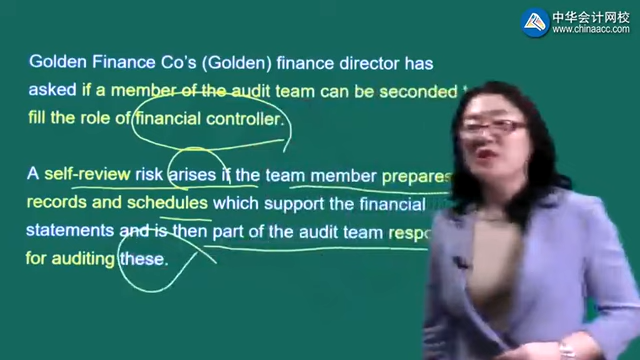 中华会计网校
www.chinaacc.com
Golden Finance Co's (Golden) finance director has
asked if a member of the audit team can be seconded
fill the role of financial controller.
A self-review risk arises if the team member prepares
records and schedules which support the financial
statements and is then part of the audit team
for auditing these.